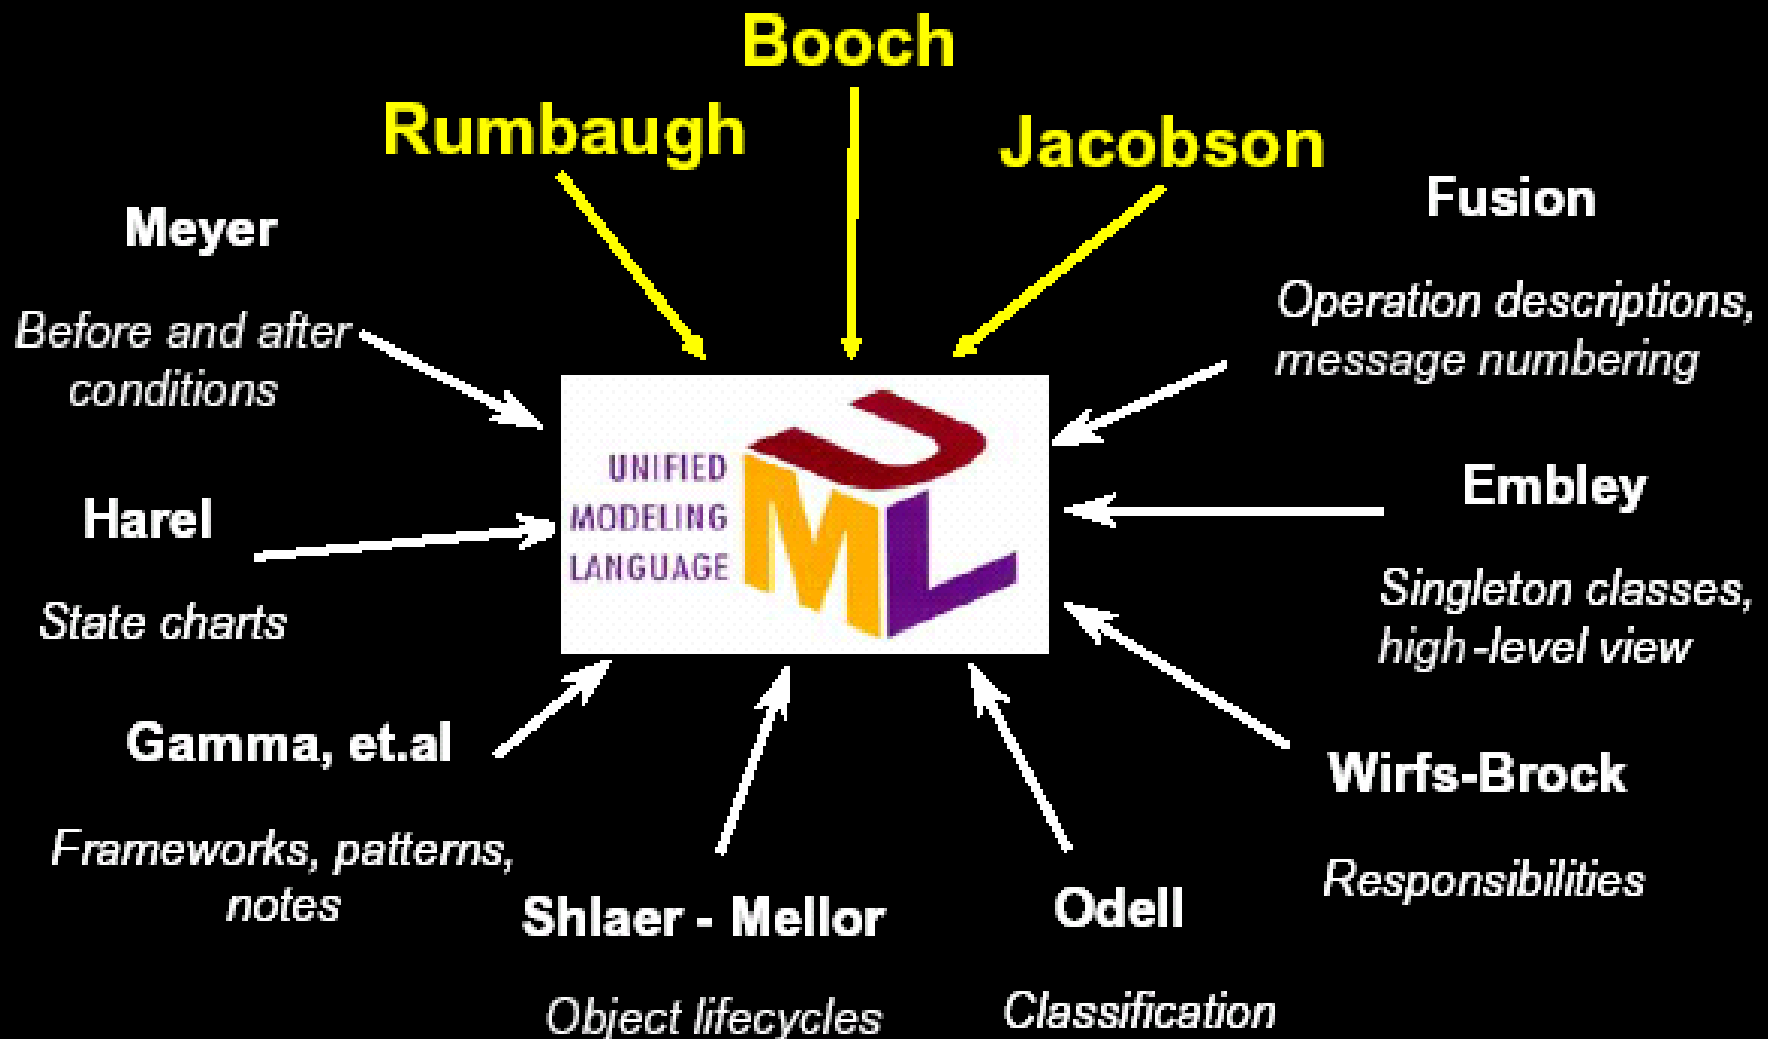 Booch
Rumbaugh
Jacobson
Fusion
Meyer
Operation descriptions,
message numbering
Before and after
conditions
UNIFIED
MODELING
LANGUAGE
UML
Embley
Harel
Singleton classes,
high-level view
State charts
Gamma, et.al
Wirfs-Brock
Frameworks, patterns,
notes
Responsibilities
Shlaer - Mellor
Odell
Object lifecycles
Classification